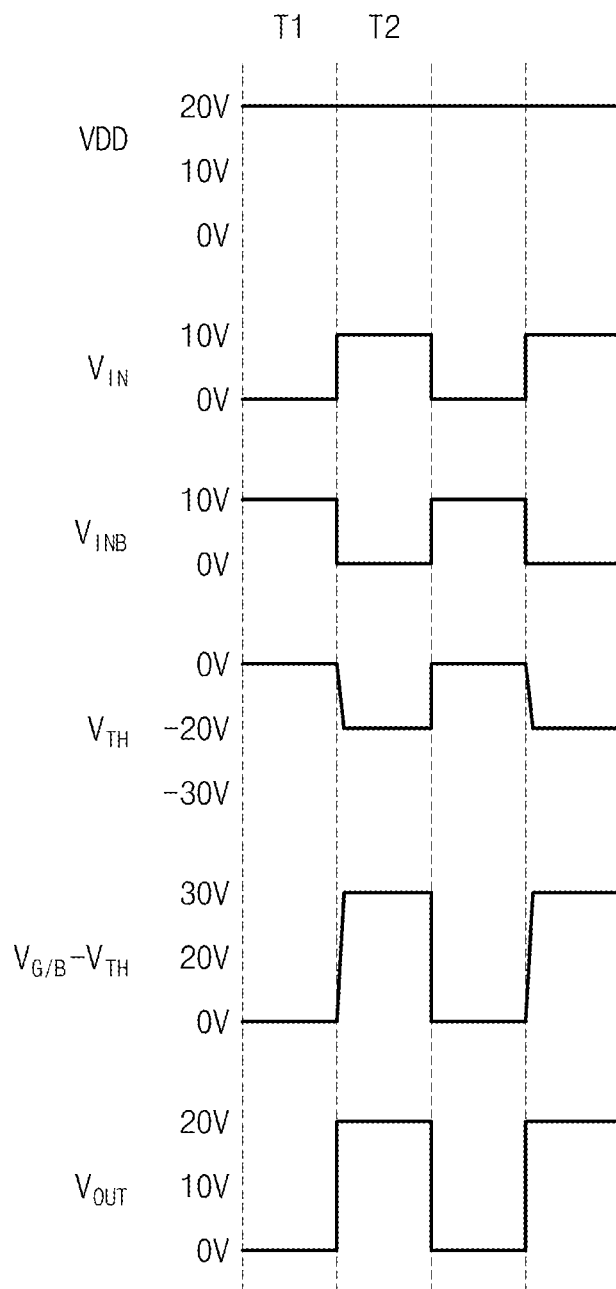 T1 T2
VDD 20V
10V
0V
V_IN 10V
0V
V_INB 10V
0V
V_TH 0V
-20V
-30V
V_G/B-V_TH 30V
20V
0V
V_OUT 20V
10V
0V